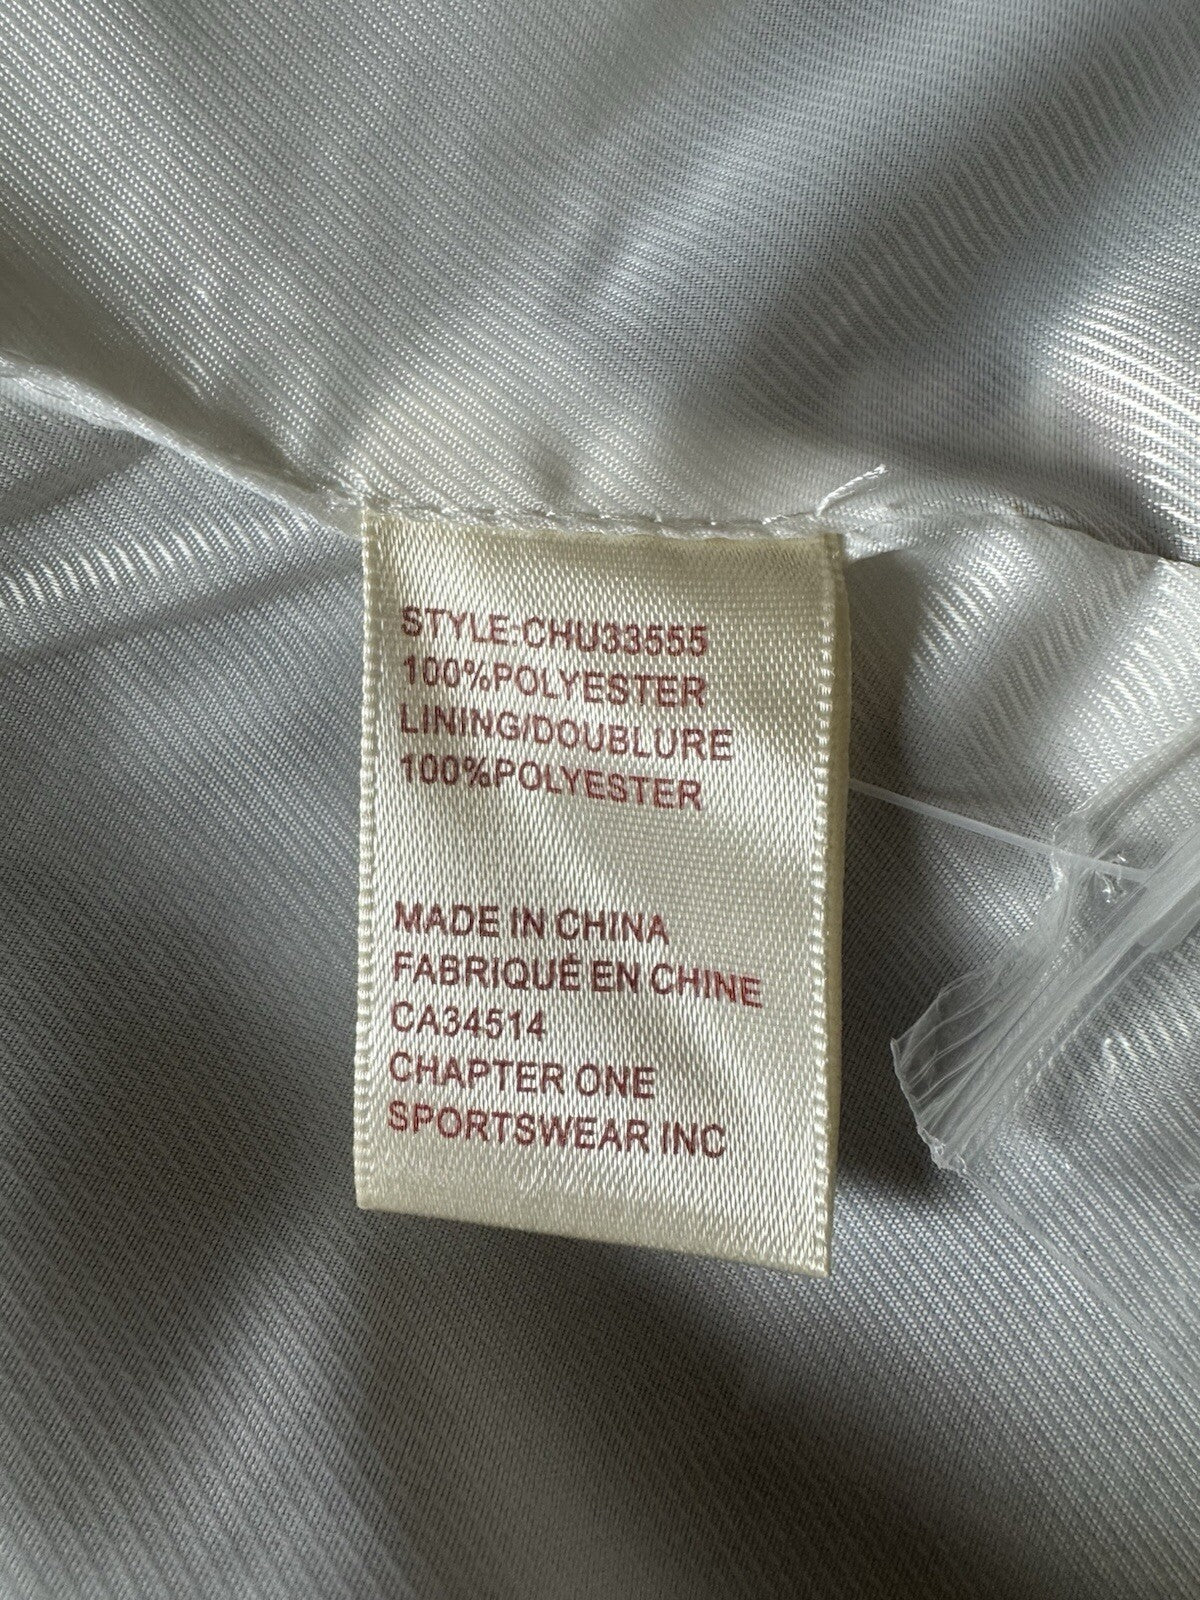 STYLE:CHU33555
100%POLYESTER
LINING/DOUBLURE
100%POLYESTER
MADE IN CHINA
FABRIQUÉ EN CHINE
CA34514
CHAPTER ONE
SPORTSWEAR INC